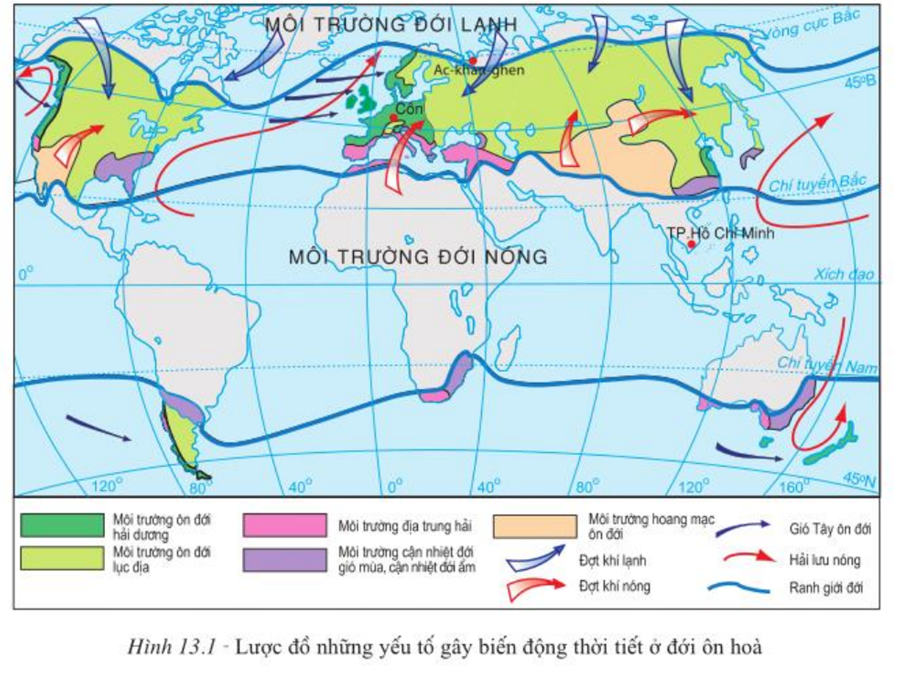 MÔI TRƯỜNG ĐỚI LẠNH
Vòng cực Bắc
Ac-khan-ghen
45°B
Côn
Chí tuyến Bắc
TP.Hồ Chí Minh
MÔI TRƯỜNG ĐỚI NÓNG
0°
Xích đạo
Chí tuyến Nam
45°N
120°
80°
40°
0°
40°
80°
120°
160°
Môi trường ôn đới
hải dương
Môi trường ôn đới
lục địa
Môi trường địa trung hải
Môi trường cận nhiệt đới
gió mùa, cận nhiệt đới ẩm
Môi trường hoang mạc
ôn đới
Đợt khí lạnh
Đợt khí nóng
Gió Tây ôn đới
Hải lưu nóng
Ranh giới đới
Hình 13.1 - Lược đồ những yếu tố gây biến động thời tiết ở đới ôn hoà